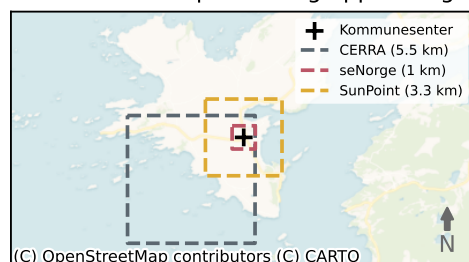 Kommunesenter
CERRA (5.5 km)
seNorge (1 km)
SunPoint (3.3 km)
N
(C) OpenStreetMap contributors (C) CARTO